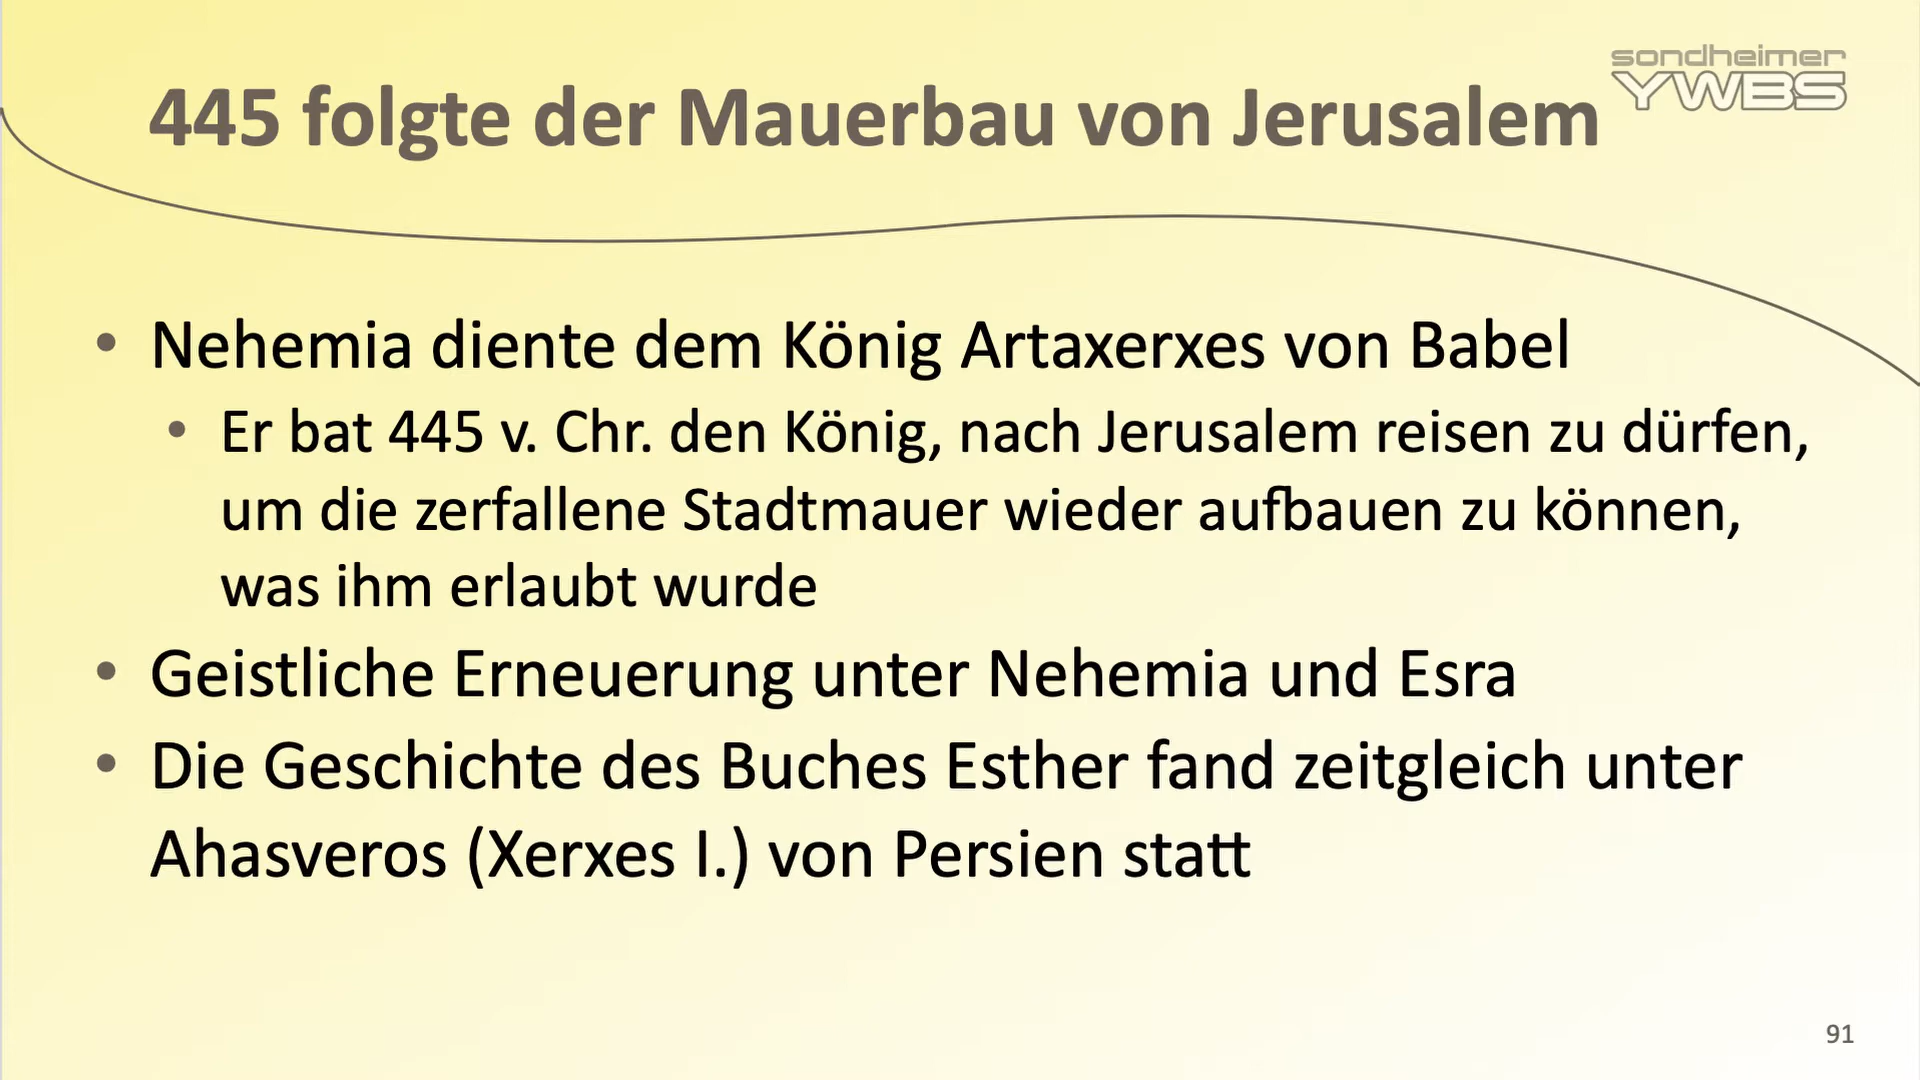 sondheimer
YWBS
445 folgte der Mauerbau von Jerusalem
• Nehemia diente dem König Artaxerxes von Babel
• Er bat 445 v. Chr. den König, nach Jerusalem reisen zu dürfen,
um die zerfallene Stadtmauer wieder aufbauen zu können,
was ihm erlaubt wurde
• Geistliche Erneuerung unter Nehemia und Esra
• Die Geschichte des Buches Esther fand zeitgleich unter
Ahasveros (Xerxes I.) von Persien statt
91